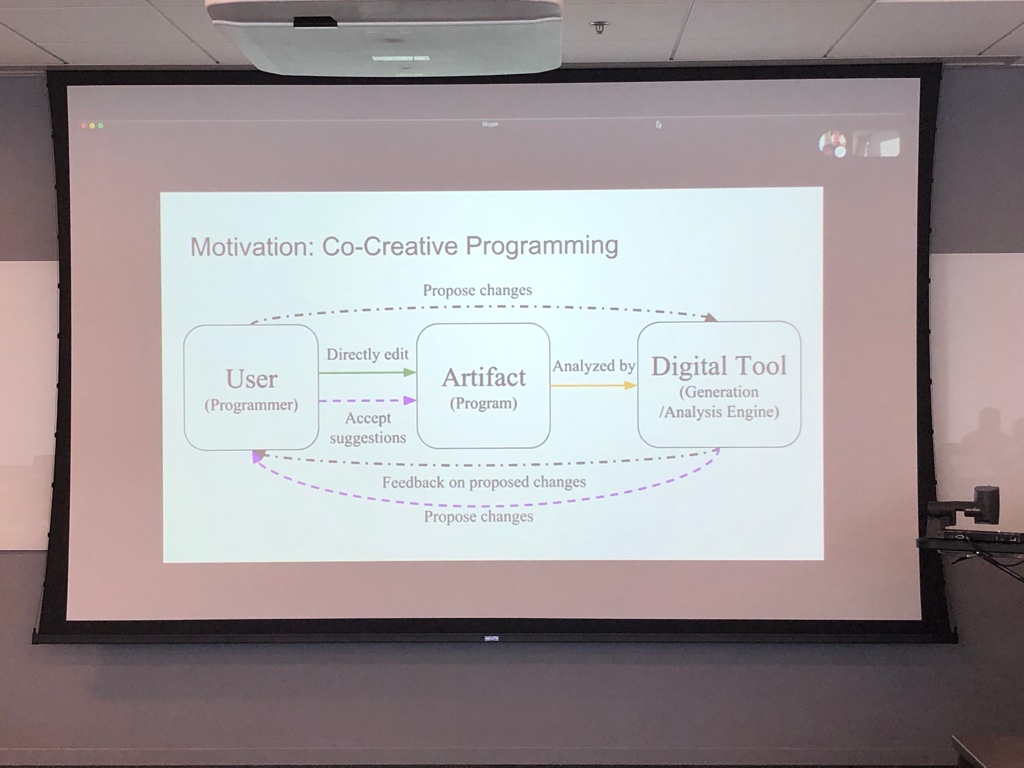 Skype
Motivation: Co-Creative Programming
Propose changes
User
(Programmer)
Directly edit
Accept
suggestions
Artifact
(Program)
Analyzed by
Digital Tool
(Generation
/Analysis Engine)
Feedback on proposed changes
Propose changes